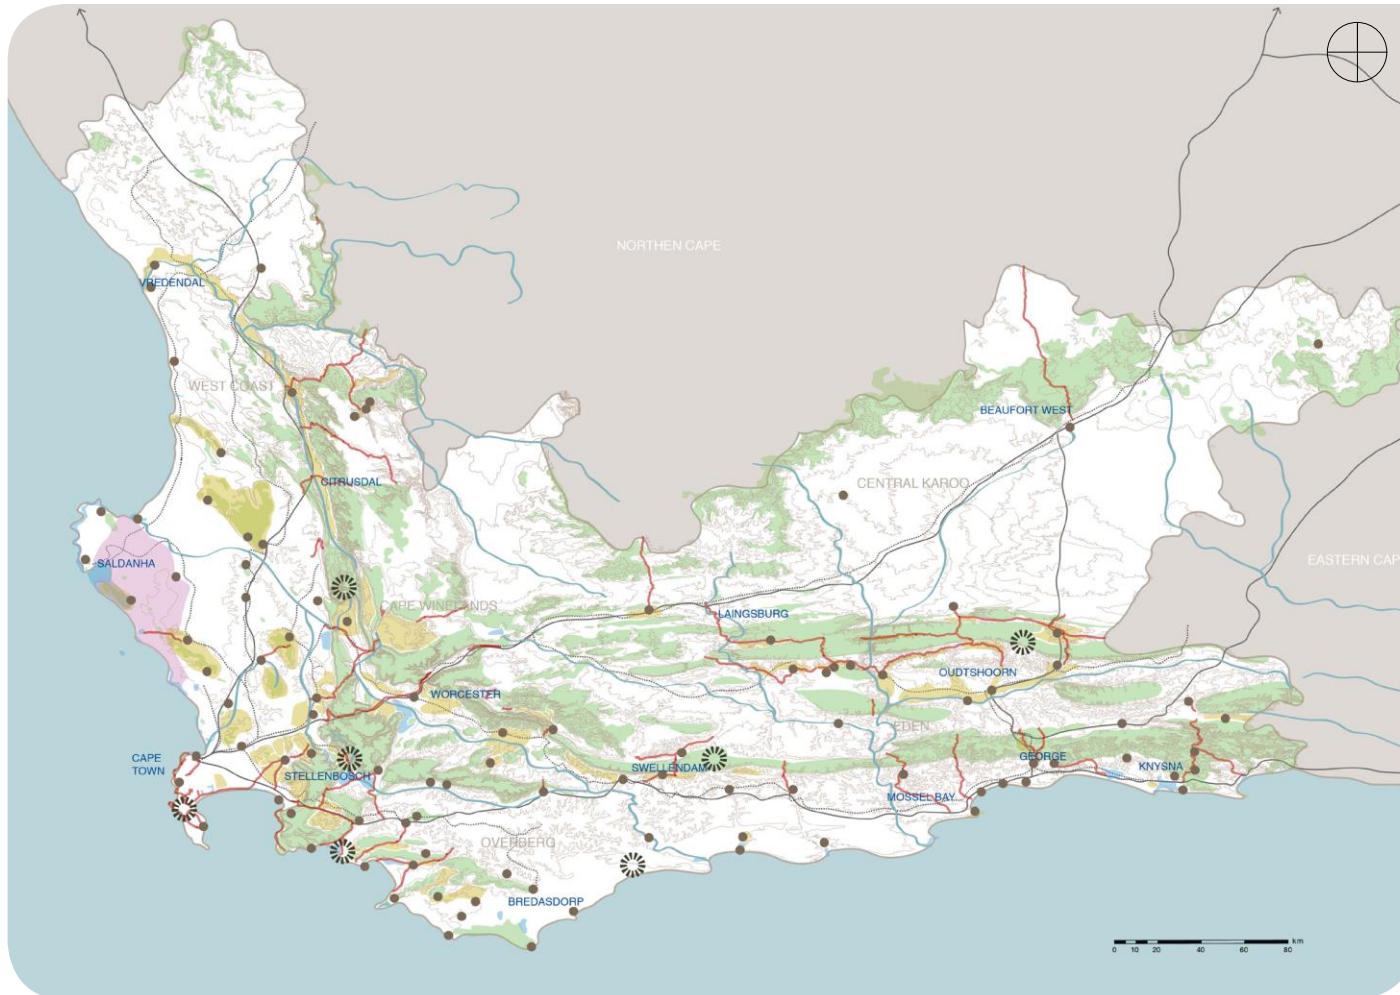 NORTHEN CAPE
VREDENDAL
WEST COAST
BEAUFORT WEST
CITRUSDAL
CENTRAL KAROO
SALDANHA
EASTERN CAP
CAPE WINELANDS
LAINGSBURG
OUDTSHOORN
WORCESTER
EDEN
CAPE
TOWN
STELLENBOSCH
SWELLENDAM
GEORGE
KNYSNA
MOSSEL BAY
OVERBERG
BREDASDORP
km
0 10 20 40 60 80